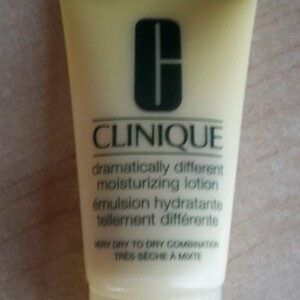 CLINIQUE
dramatically different
moisturizing lotion
émulsion hydratante
tellement différente
VERY DRY TO DRY COMBINATION
TRÈS SÈCHE À MIXTE